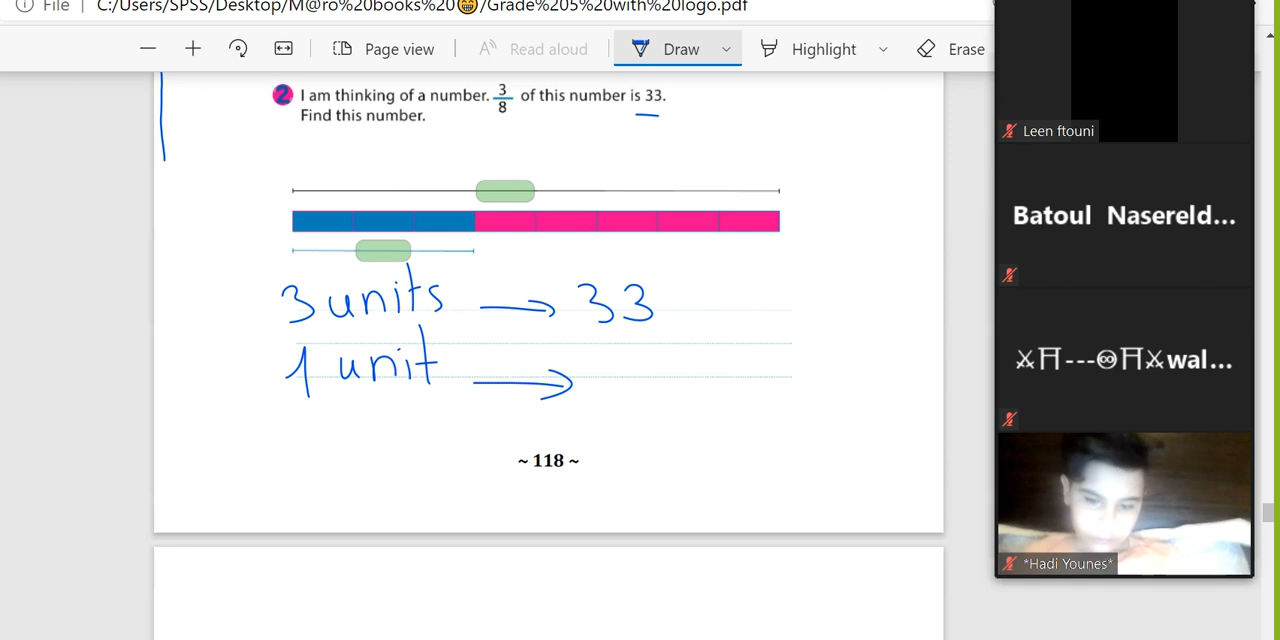 File C:/Users/SPSS/Desktop/M@ro%20books%20😁/Grade%205%20with%20logo.pdf
Page view Read aloud Draw Highlight Erase
2 I am thinking of a number. 3/8 of this number is 33.
Find this number.
3 units → 33
1 unit →
~ 118 ~
Leen ftouni
Batoul Nasereld...
⚔⛩---♾⛩⚔wal...
*Hadi Younes*